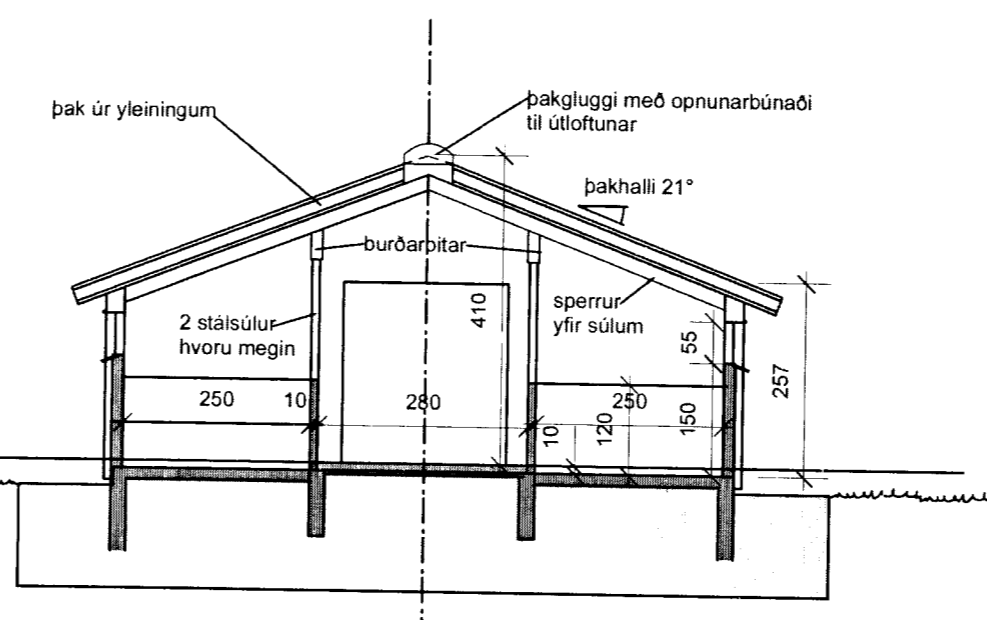 þak úr yleiningum
þakgluggi með opnunarbúnaði
til útloftunar
þakhalli 21°
burðarbitar
2 stálsúlur
hvoru megin
sperrur
yfir súlum
410
55
257
250
10
280
250
10
120
150